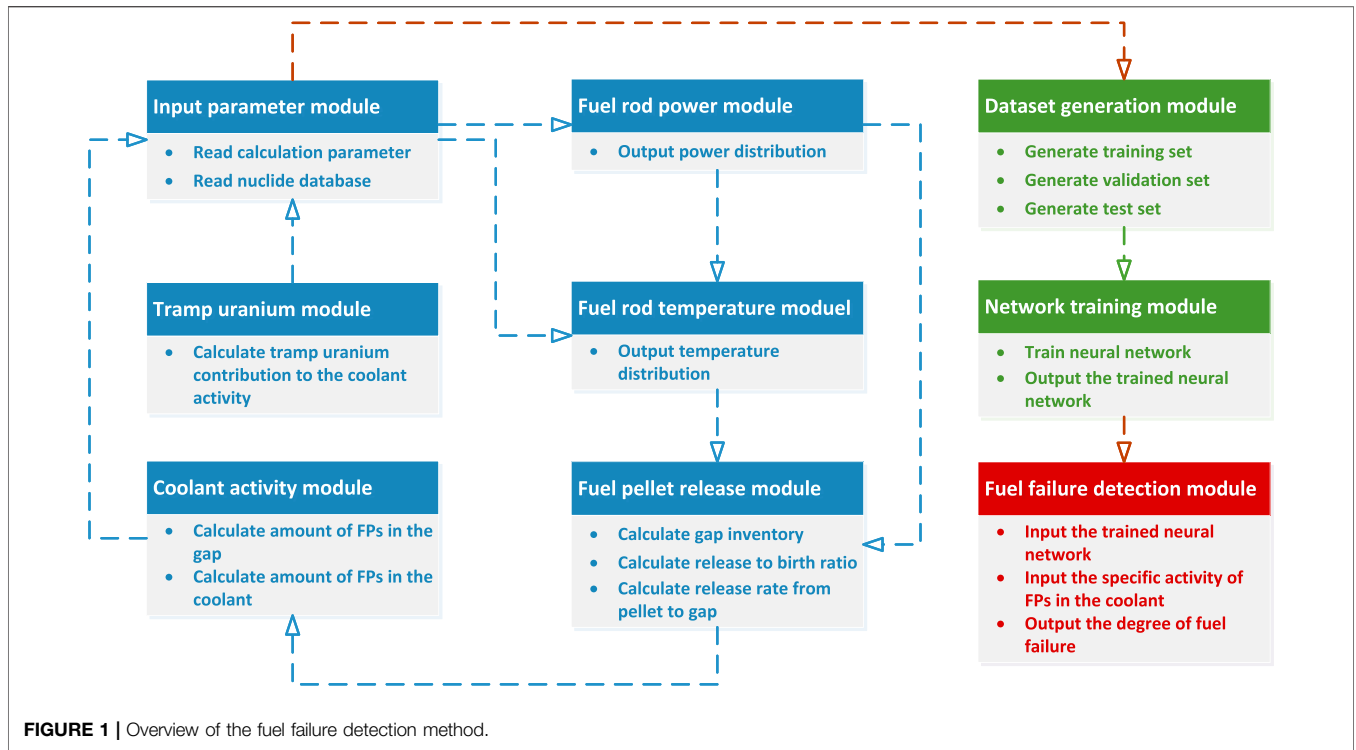 Input parameter module
• Read calculation parameter
• Read nuclide database
Tramp uranium module
• Calculate tramp uranium
contribution to the coolant
activity
Coolant activity module
• Calculate amount of FPs in the
gap
• Calculate amount of FPs in the
coolant
Fuel rod power module
• Output power distribution
Fuel rod temperature moduel
• Output temperature
distribution
Fuel pellet release module
• Calculate gap inventory
• Calculate release to birth ratio
• Calculate release rate from
pellet to gap
Dataset generation module
• Generate training set
• Generate validation set
• Generate test set
Network training module
• Train neural network
• Output the trained neural
network
Fuel failure detection module
• Input the trained neural
network
• Input the specific activity of
FPs in the coolant
• Output the degree of fuel
failure
FIGURE 1 | Overview of the fuel failure detection method.